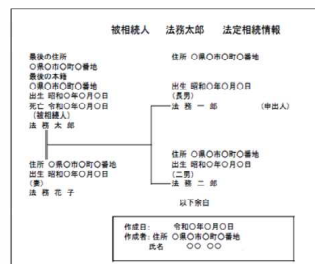 被相続人 法務太郎 法定相続情報
最後の住所
○県○市○町○番地
最後の本籍
○県○市○町○番地
出生 昭和○年○月○日
死亡 令和○年○月○日
(被相続人)
法 務 太 郎
住所 ○県○市○町○番地
出生 昭和○年○月○日
(妻)
法 務 花 子
住所 ○県○市○町○番地
出生 昭和○年○月○日
(長男)
法 務 一 郎 (申出人)
住所 ○県○市○町○番地
出生 昭和○年○月○日
(二男)
法 務 二 郎
以下余白
作成日: 令和○年○月○日
作成者: 住所 ○県○市○町○番地
氏名 ○○ ○○